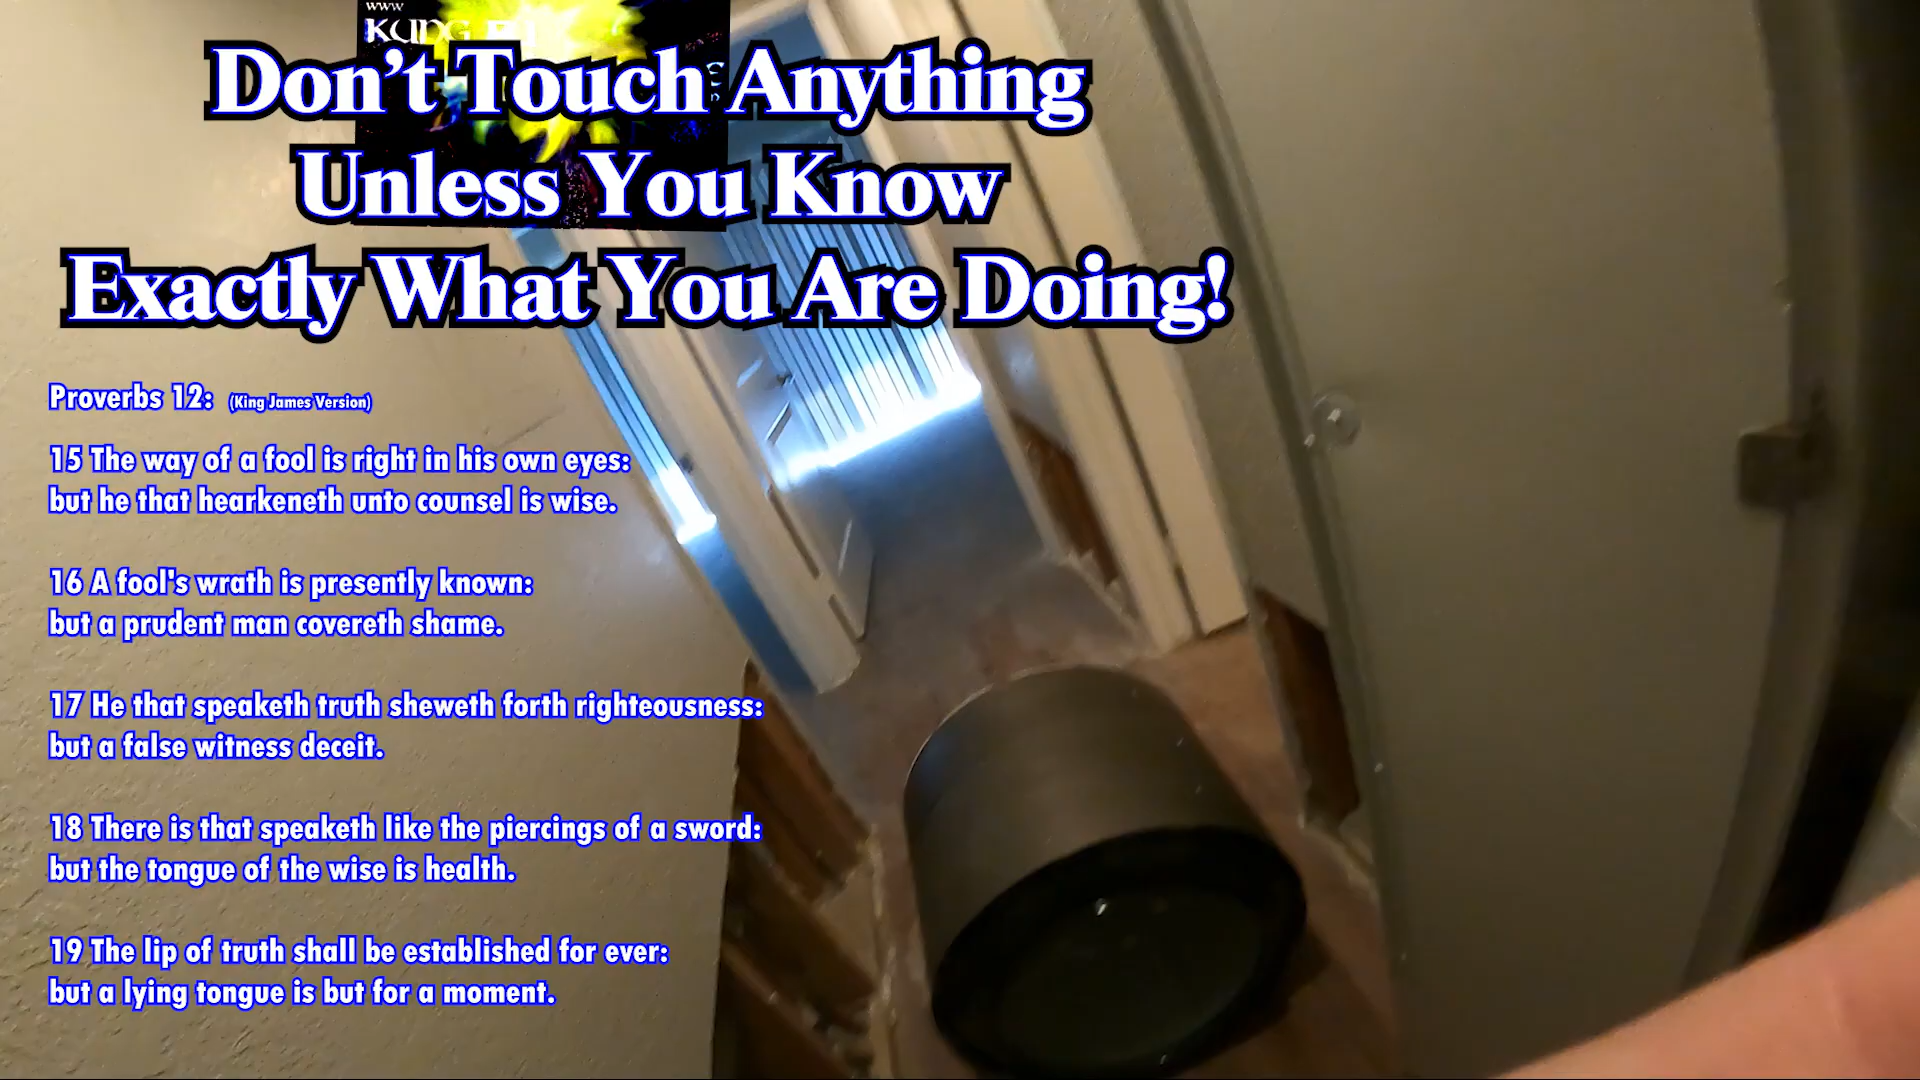 www
KUNG FU
Don't Touch Anything
Unless You Know
Exactly What You Are Doing!
Proverbs 12: (King James Version)
15 The way of a fool is right in his own eyes:
but he that hearkeneth unto counsel is wise.
16 A fool's wrath is presently known:
but a prudent man covereth shame.
17 He that speaketh truth sheweth forth righteousness:
but a false witness deceit.
18 There is that speaketh like the piercings of a sword:
but the tongue of the wise is health.
19 The lip of truth shall be established for ever:
but a lying tongue is but for a moment.